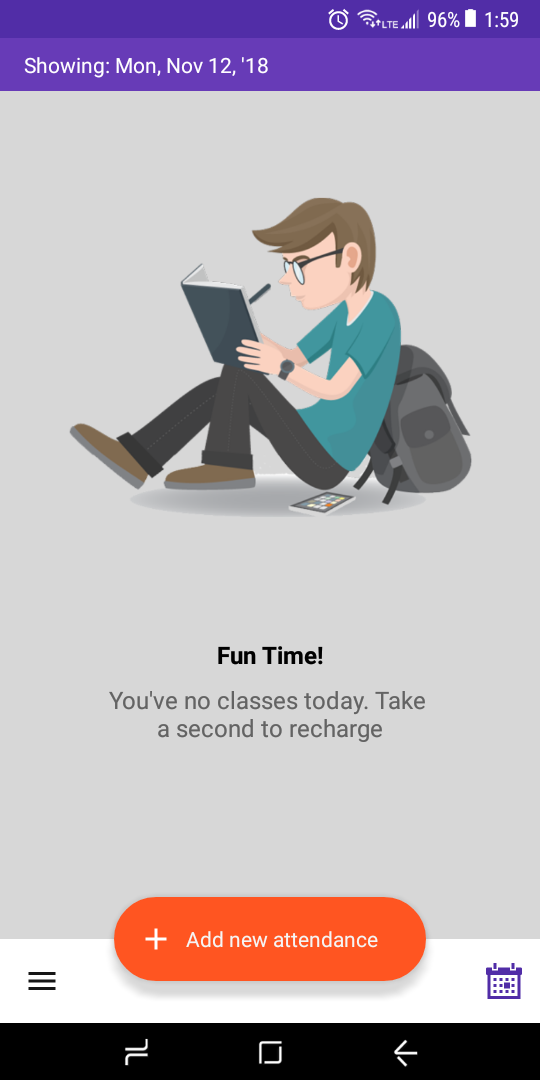 LTE 96% 1:59
Showing: Mon, Nov 12, '18
Fun Time!
You've no classes today. Take
a second to recharge
Add new attendance